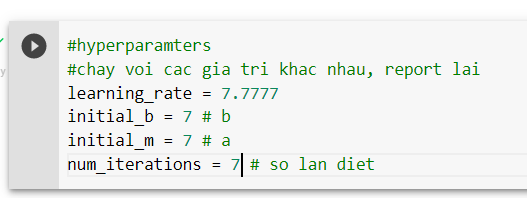 #hyperparamters
#chay voi cac gia tri khac nhau, report lai
learning_rate = 7.7777
initial_b = 7 # b
initial_m = 7 # a
num_iterations = 7 # so lan diet